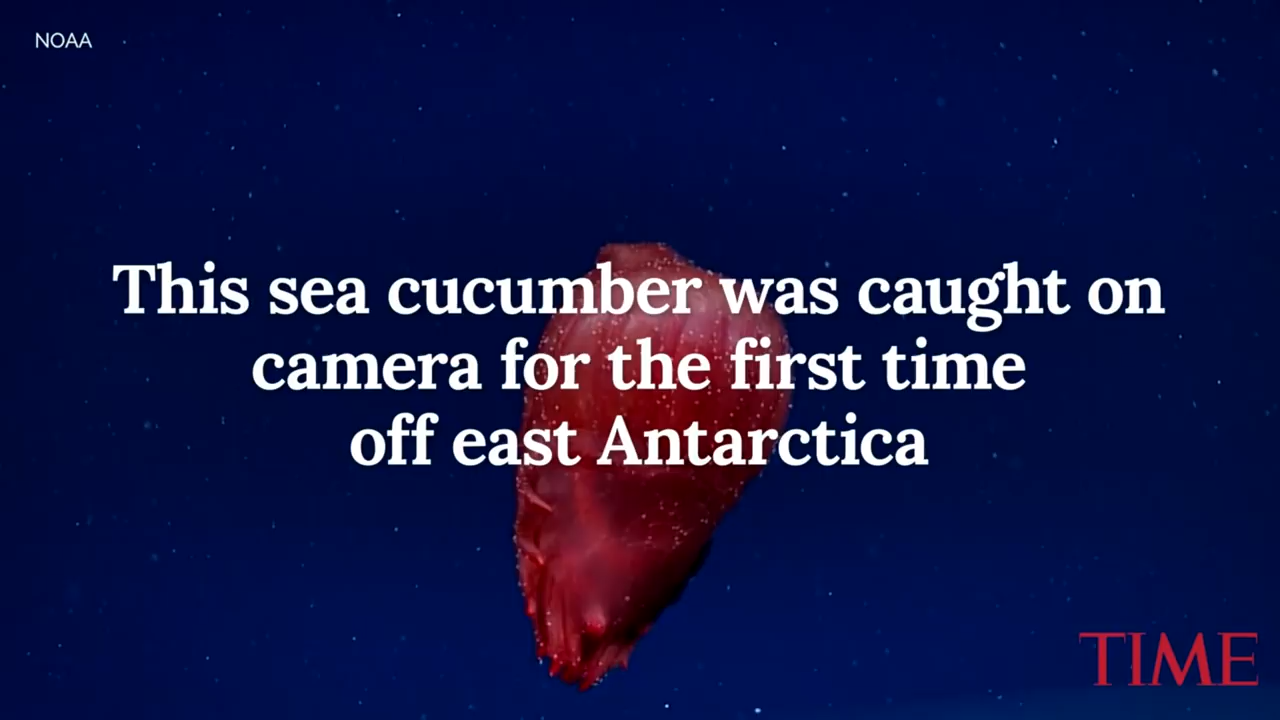 NOAA
This sea cucumber was caught on
camera for the first time
off east Antarctica
TIME